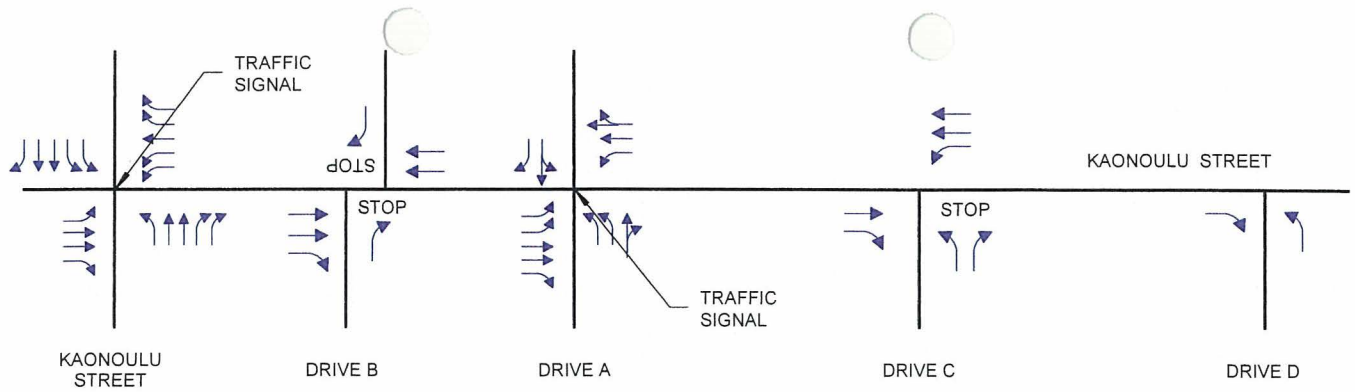 TRAFFIC
SIGNAL
STOP
KAONOULU STREET
STOP
STOP
TRAFFIC
SIGNAL
KAONOULU
STREET
DRIVE B
DRIVE A
DRIVE C
DRIVE D